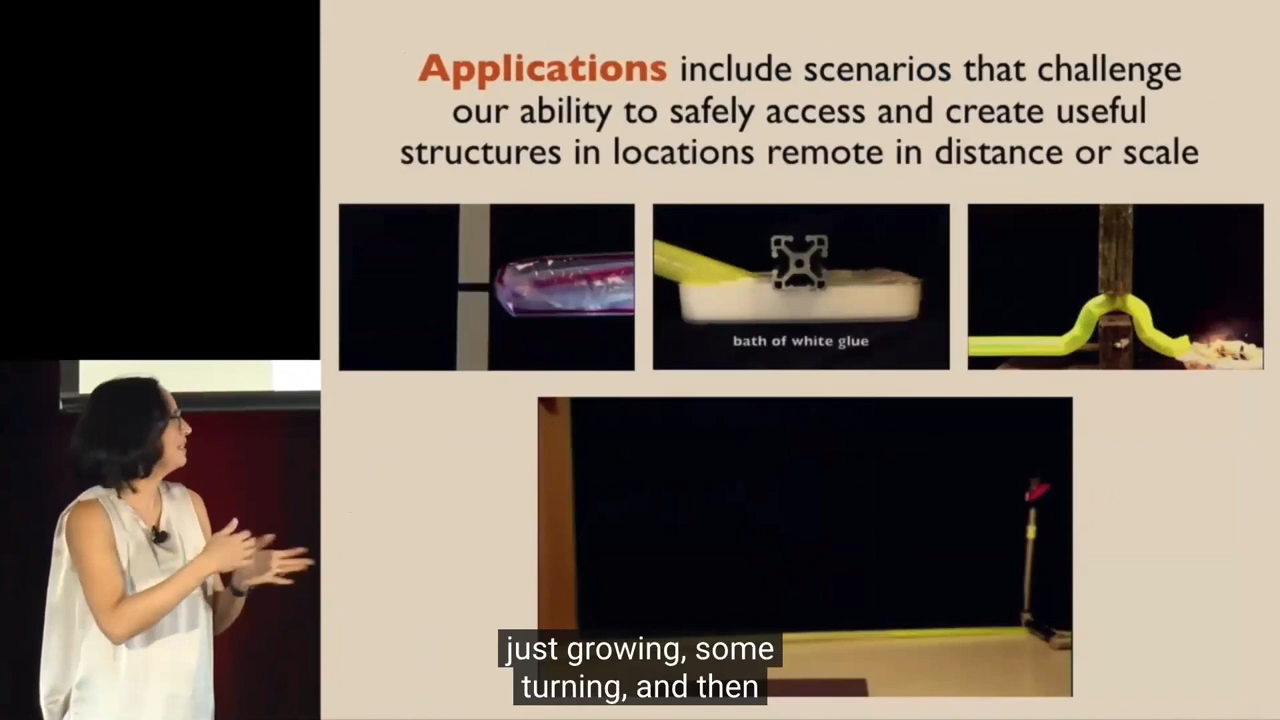 Applications include scenarios that challenge
our ability to safely access and create useful
structures in locations remote in distance or scale
bath of white glue
just growing, some
turning, and then